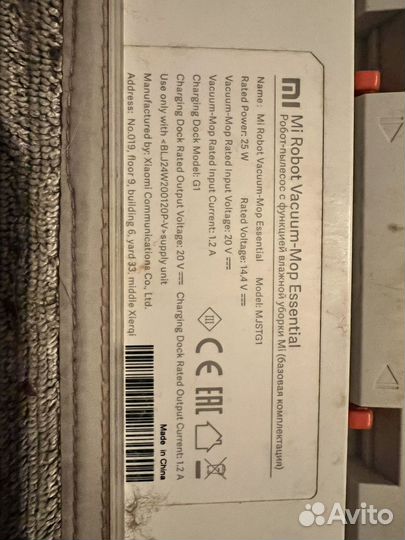 mi Mi Robot Vacuum-Mop Essential
Робот-пылесос с функцией влажной уборки Mi (базовая комплектация)
Name: Mi Robot Vacuum-Mop Essential Model: MJSTG1
Rated Power: 25 W Rated Voltage: 14.4 V
Vacuum-Mop Rated Input Voltage: 20 V
Vacuum-Mop Rated Input Current: 1.2 A
Charging Dock Model: G1
Charging Dock Rated Output Voltage: 20 V Charging Dock Rated Output Current: 1.2 A
Use only with <BLJ24W200120P-V> supply unit
Manufactured by: Xiaomi Communications Co., Ltd.
Address: No.019, floor 9, building 6, yard 33, middle Xierqi
III CE EAC
Made in China
Avito